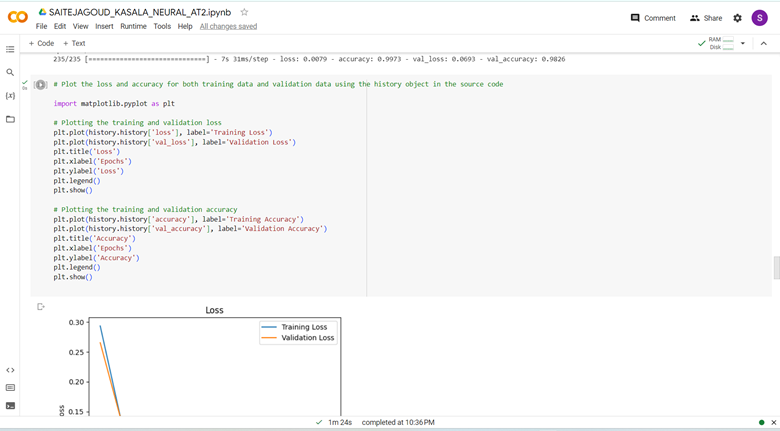 SAITEJAGOUD_KASALA_NEURAL_AT2.ipynb
Comment
Share
S
File Edit View Insert Runtime Tools Help All changes saved
+ Code + Text
RAM
Disk
235/235 [==============================] - 7s 31ms/step - loss: 0.0079 - accuracy: 0.9973 - val_loss: 0.0693 - val_accuracy: 0.9826
# Plot the loss and accuracy for both training data and validation data using the history object in the source code
import matplotlib.pyplot as plt
# Plotting the training and validation loss
plt.plot(history.history['loss'], label='Training Loss')
plt.plot(history.history['val_loss'], label='Validation Loss')
plt.title('Loss')
plt.xlabel('Epochs')
plt.ylabel('Loss')
plt.legend()
plt.show()
# Plotting the training and validation accuracy
plt.plot(history.history['accuracy'], label='Training Accuracy')
plt.plot(history.history['val_accuracy'], label='Validation Accuracy')
plt.title('Accuracy')
plt.xlabel('Epochs')
plt.ylabel('Accuracy')
plt.legend()
plt.show()
Loss
0.30
Training Loss
Validation Loss
0.25
0.20
0.15
1m 24s completed at 10:36 PM